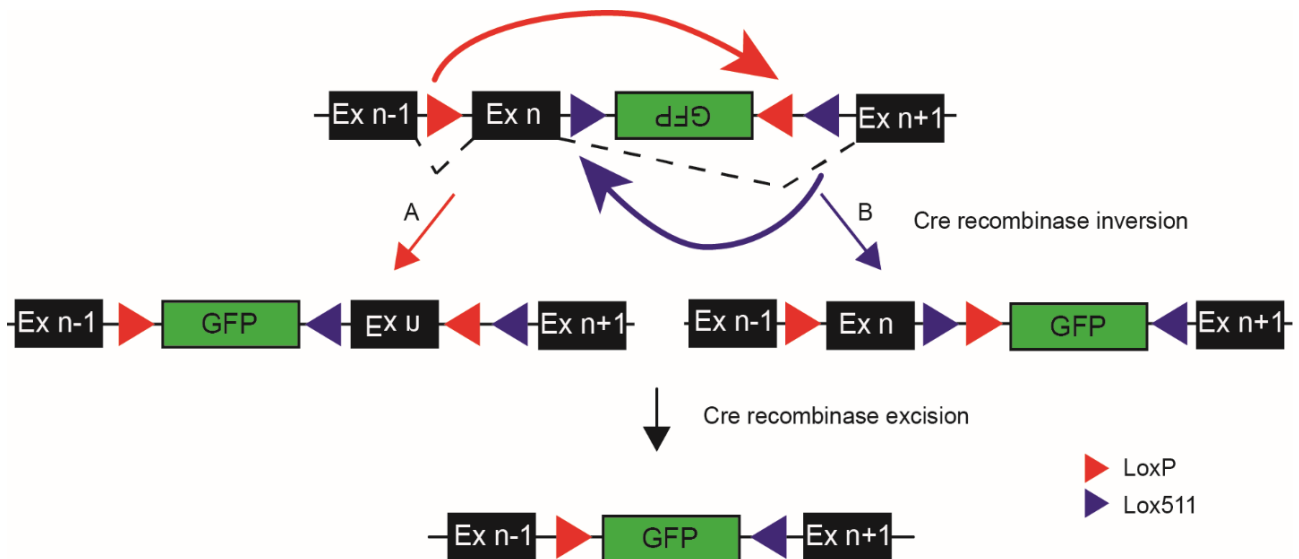 Ex n-1 Ex n GFP Ex n+1
A B Cre recombinase inversion
Ex n-1 GFP Ex n Ex n+1 Ex n-1 Ex n GFP Ex n+1
Cre recombinase excision
LoxP
Lox511
Ex n-1 GFP Ex n+1